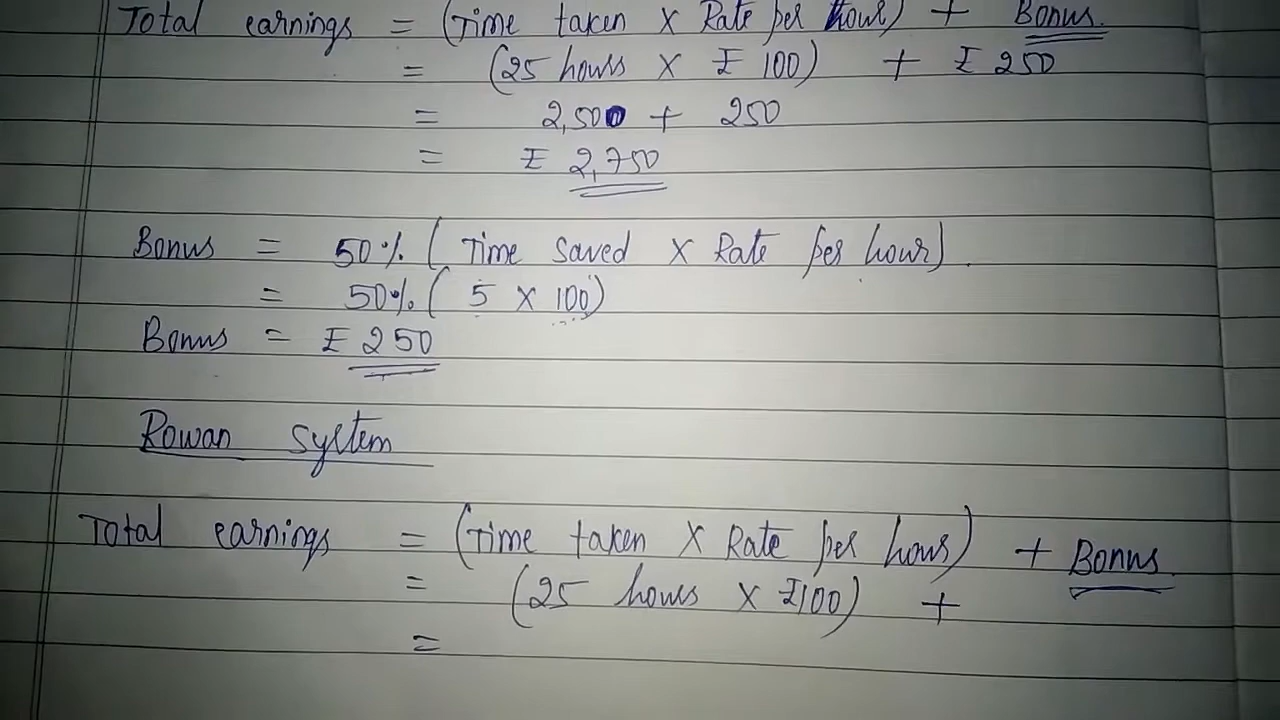 Total earnings = (Time taken X Rate per hour) + Bonus.
= (25 hours X ₹ 100) + ₹ 250
= 2,500 + 250
= ₹ 2,750
Bonus = 50% ( Time Saved X Rate per hour).
= 50% ( 5 X 100)
Bonus = ₹ 250
Rowan System
Total earnings = (Time taken X Rate per hour) + Bonus
= (25 hours X ₹100) +
=